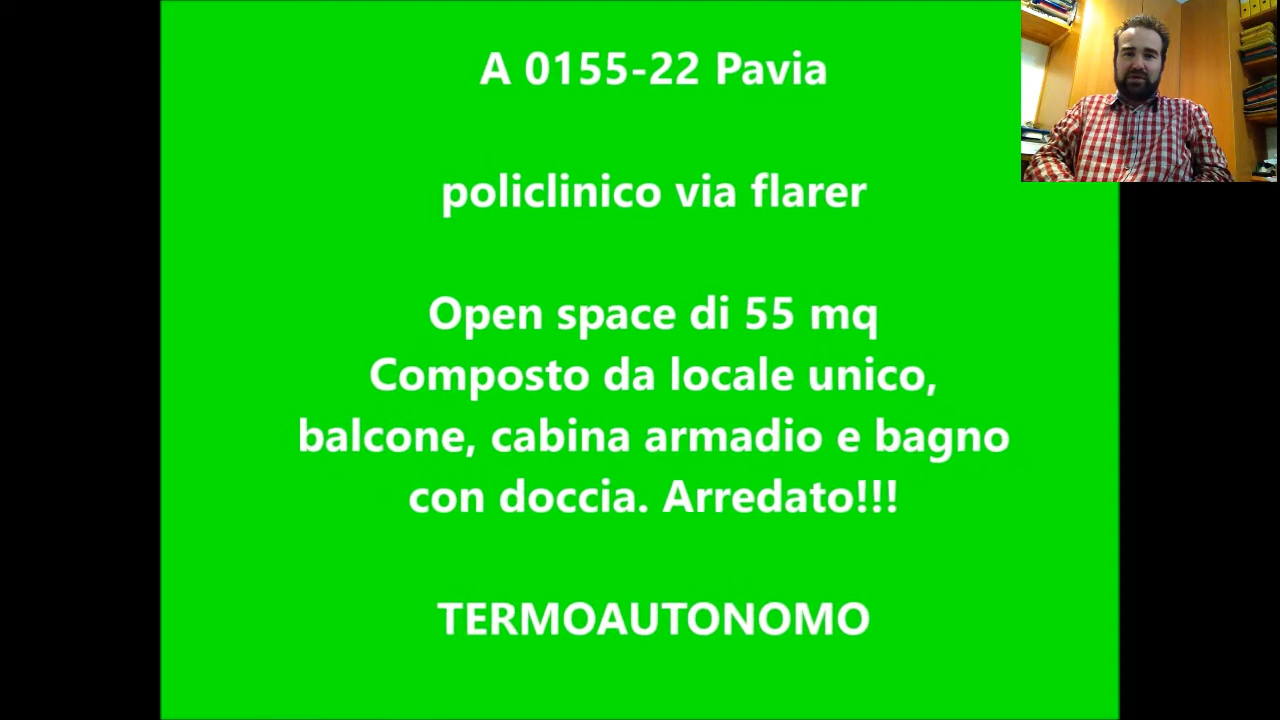 A 0155-22 Pavia
policlinico via flarer
Open space di 55 mq
Composto da locale unico,
balcone, cabina armadio e bagno
con doccia. Arredato!!!
TERMOAUTONOMO